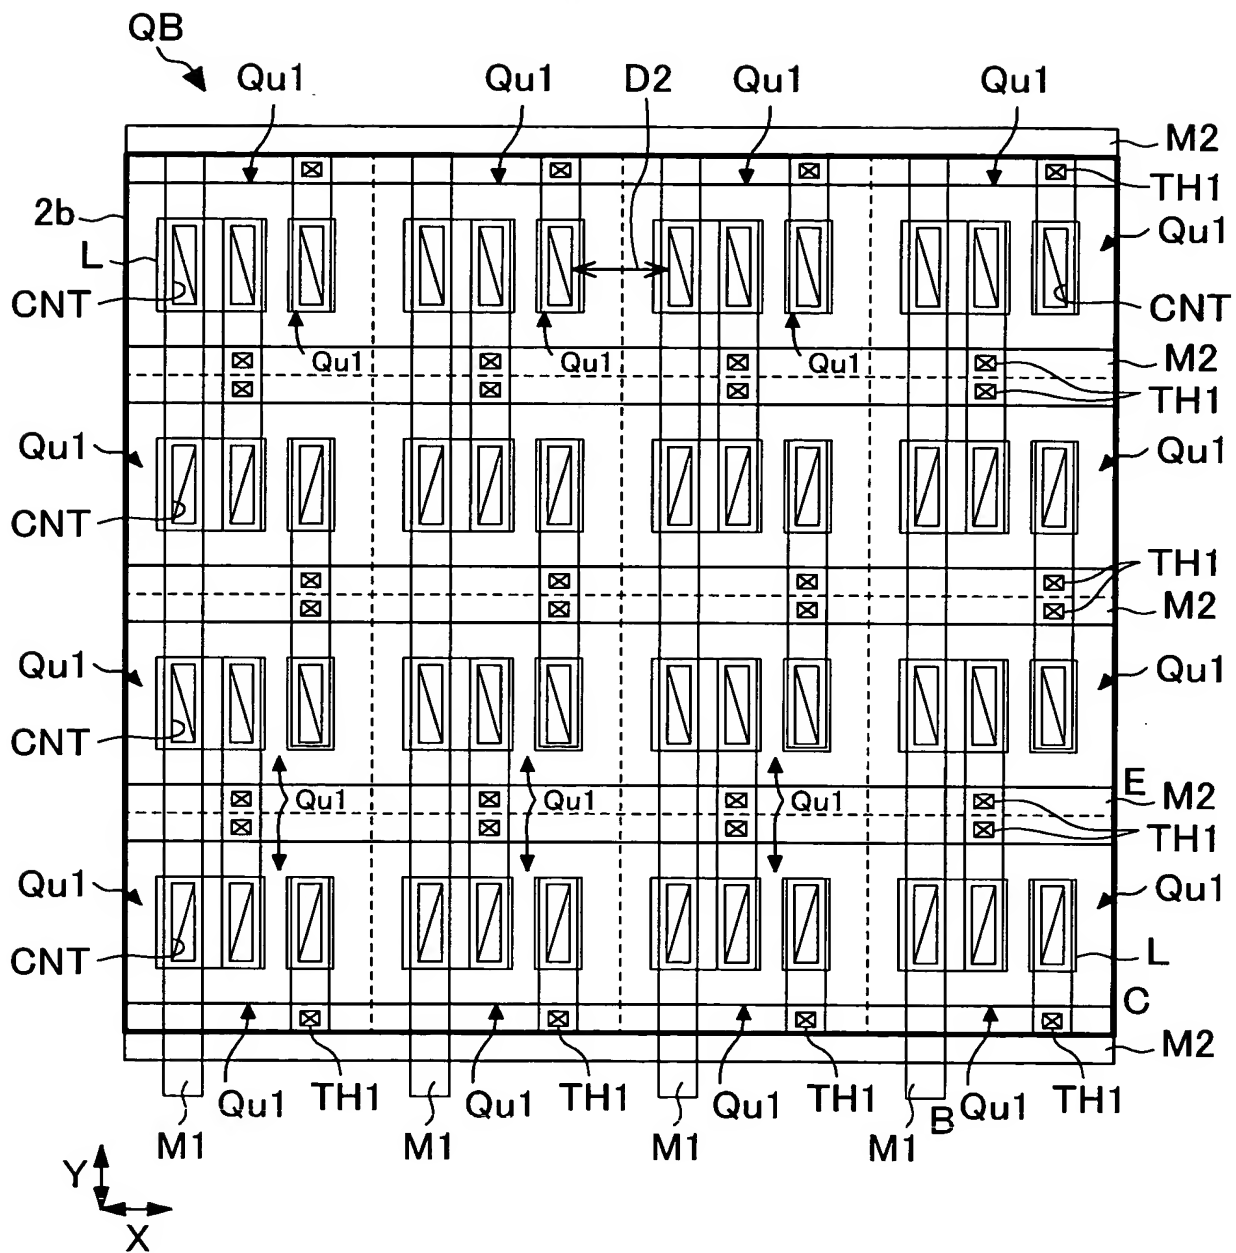 QB
Qu1 Qu1 D2 Qu1 Qu1
M2
TH1
2b
Qu1
L
CNT CNT
Qu1 Qu1 Qu1 M2
TH1
Qu1 Qu1
CNT
TH1
M2
Qu1 Qu1
CNT
E
Qu1 Qu1 Qu1 M2
TH1
Qu1 Qu1
CNT L
C
M2
Qu1 TH1 Qu1 TH1 Qu1 TH1 Qu1 TH1
B
M1 M1 M1 M1
Y
X